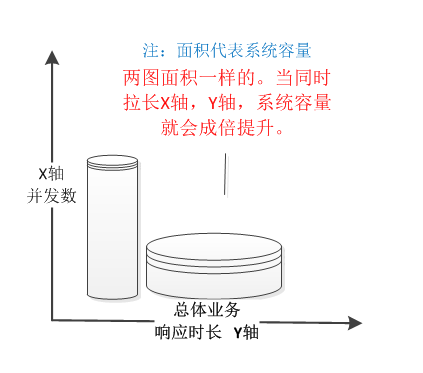 注：面积代表系统容量
两图面积一样的。当同时
拉长X轴，Y轴，系统容量
就会成倍提升。
X轴
并发数
总体业务
响应时长 Y轴